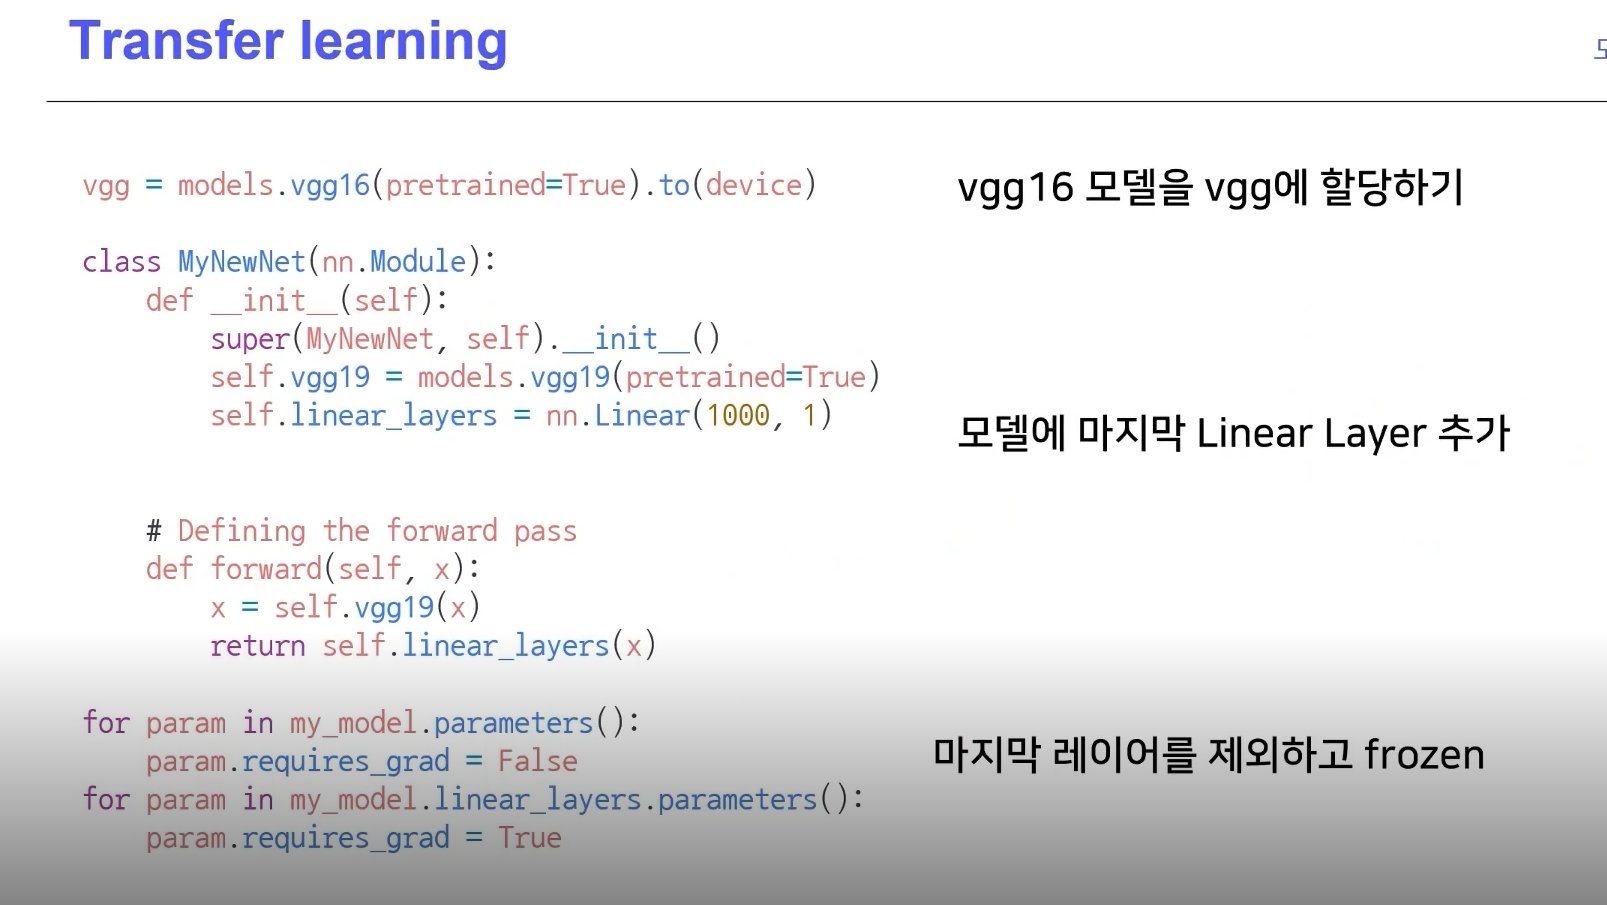 Transfer learning
vgg = models.vgg16(pretrained=True).to(device)
vgg16 모델을 vgg에 할당하기
class MyNewNet(nn.Module):
def __init__(self):
super(MyNewNet, self).__init__()
self.vgg19 = models.vgg19(pretrained=True)
self.linear_layers = nn.Linear(1000, 1)
모델에 마지막 Linear Layer 추가
# Defining the forward pass
def forward(self, x):
x = self.vgg19(x)
return self.linear_layers(x)
for param in my_model.parameters():
param.requires_grad = False
for param in my_model.linear_layers.parameters():
param.requires_grad = True
마지막 레이어를 제외하고 frozen